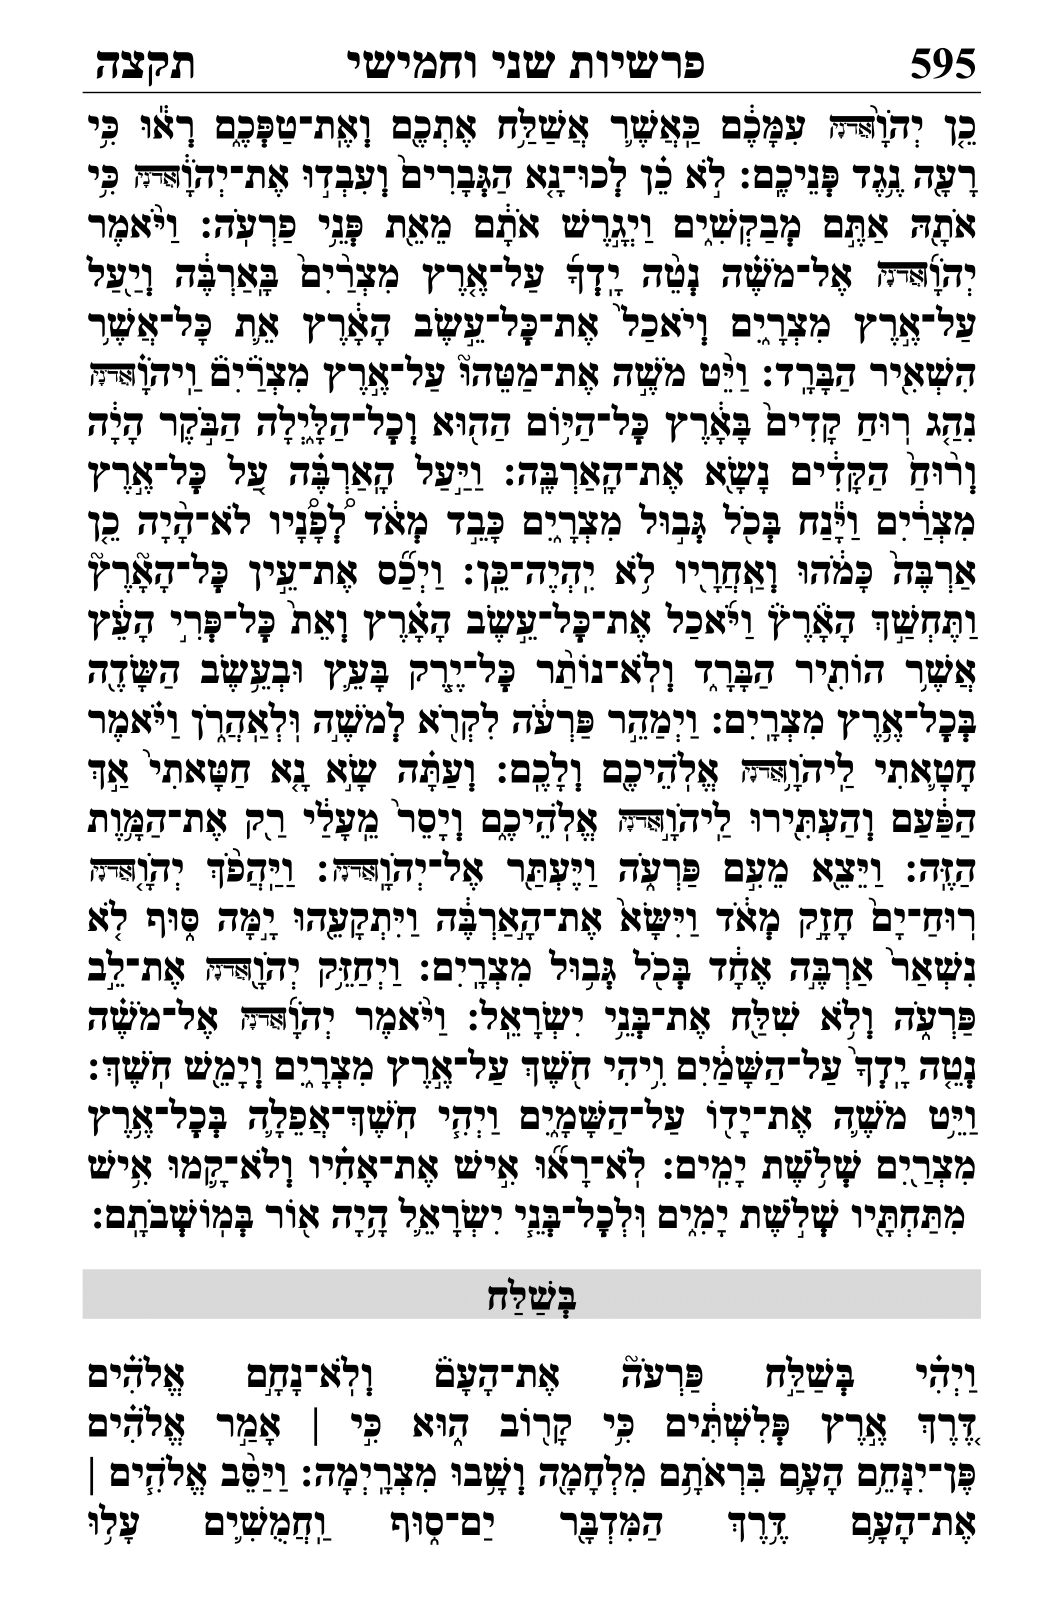 595 פרשיות שני וחמישי תקצה
כֵ֤ן יְהֹוָה֙ עִמָּכֶ֔ם כַּאֲשֶׁ֛ר אֲשַׁלַּ֥ח אֶתְכֶ֖ם וְאֶֽת־טַפְּכֶ֑ם רְא֕וּ כִּ֥י
רָעָ֖ה נֶ֥גֶד פְּנֵיכֶֽם׃ לֹ֣א כֵ֗ן לְכוּ־נָ֤א הַגְּבָרִים֙ וְעִבְד֣וּ אֶת־יְהֹוָ֔ה כִּ֥י
אֹתָ֖הּ אַתֶּ֣ם מְבַקְשִׁ֑ים וַיְגָ֣רֶשׁ אֹתָ֔ם מֵאֵ֖ת פְּנֵ֥י פַרְעֹֽה׃ וַיֹּ֨אמֶר
יְהֹוָ֜ה אֶל־מֹשֶׁ֗ה נְטֵ֨ה יָֽדְךָ֜ עַל־אֶ֤רֶץ מִצְרַ֙יִם֙ בָּֽאַרְבֶּ֔ה וְיַ֖עַל
עַל־אֶ֣רֶץ מִצְרָ֑יִם וְיֹאכַל֙ אֶת־כׇּל־עֵ֣שֶׂב הָאָ֔רֶץ אֵ֛ת כׇּל־אֲשֶׁ֥ר
הִשְׁאִ֖יר הַבָּרָֽד׃ וַיֵּ֨ט מֹשֶׁ֣ה אֶת־מַטֵּ֘הוּ֮ עַל־אֶ֣רֶץ מִצְרַ֒יִם֒ וַֽיהֹוָ֗ה
נִהַ֤ג רֽוּחַ קָדִים֙ בָּאָ֔רֶץ כׇּל־הַיּ֥וֹם הַה֖וּא וְכׇל־הַלָּ֑יְלָה הַבֹּ֣קֶר הָיָ֔ה
וְר֙וּחַ֙ הַקָּדִ֔ים נָשָׂ֖א אֶת־הָאַרְבֶּֽה׃ וַיַּ֣עַל הָֽאַרְבֶּ֗ה עַ֚ל כׇּל־אֶ֣רֶץ
מִצְרַ֔יִם וַיָּ֕נַח בְּכֹ֖ל גְּב֣וּל מִצְרָ֑יִם כָּבֵ֣ד מְאֹ֔ד לְ֠פָנָ֠יו לֹא־הָ֨יָה כֵ֤ן
אַרְבֶּה֙ כָּמֹ֔הוּ וְאַֽחֲרָ֖יו לֹ֥א יִֽהְיֶה־כֵּֽן׃ וַיְכַ֞ס אֶת־עֵ֣ין כׇּל־הָאָ֘רֶץ֮
וַתֶּחְשַׁ֣ךְ הָאָ֒רֶץ֒ וַיֹּ֜אכַל אֶת־כׇּל־עֵ֣שֶׂב הָאָ֗רֶץ וְאֵת֙ כׇּל־פְּרִ֣י הָעֵ֔ץ
אֲשֶׁ֥ר הוֹתִ֖יר הַבָּרָ֑ד וְלֹֽא־נוֹתַ֨ר כׇּל־יֶ֧רֶק בָּעֵ֛ץ וּבְעֵ֥שֶׂב הַשָּׂדֶ֖ה
בְּכׇל־אֶ֥רֶץ מִצְרָֽיִם׃ וַיְמַהֵ֣ר פַּרְעֹ֔ה לִקְרֹ֖א לְמֹשֶׁ֣ה וּֽלְאַהֲרֹ֑ן וַיֹּ֗אמֶר
חָטָ֛אתִי לַֽיהֹוָ֥ה אֱלֹֽהֵיכֶ֖ם וְלָכֶֽם׃ וְעַתָּ֗ה שָׂ֣א נָ֤א חַטָּאתִי֙ אַ֣ךְ
הַפַּ֔עַם וְהַעְתִּ֖ירוּ לַֽיהֹוָ֣ה אֱלֹֽהֵיכֶ֑ם וְיָסֵר֙ מֵֽעָלַ֔י רַ֖ק אֶת־הַמָּ֥וֶת
הַזֶּֽה׃ וַיֵּצֵ֖א מֵעִ֣ם פַּרְעֹ֑ה וַיֶּעְתַּ֖ר אֶל־יְהֹוָֽה׃ וַיַּֽהֲפֹ֨ךְ יְהֹוָ֤ה
רֽוּחַ־יָם֙ חָזָ֣ק מְאֹ֔ד וַיִּשָּׂא֙ אֶת־הָ֣אַרְבֶּ֔ה וַיִּתְקָעֵ֖הוּ יָ֣מָּה סּ֑וּף לֹ֤א
נִשְׁאַר֙ אַרְבֶּ֣ה אֶחָ֔ד בְּכֹ֖ל גְּב֥וּל מִצְרָֽיִם׃ וַיְחַזֵּ֥ק יְהֹוָ֖ה אֶת־לֵ֣ב
פַּרְעֹ֑ה וְלֹ֥א שִׁלַּ֖ח אֶת־בְּנֵ֥י יִשְׂרָאֵֽל׃ וַיֹּ֨אמֶר יְהֹוָ֜ה אֶל־מֹשֶׁ֗ה
נְטֵ֤ה יָֽדְךָ֙ עַל־הַשָּׁמַ֔יִם וִ֥יהִי חֹ֖שֶׁךְ עַל־אֶ֣רֶץ מִצְרָ֑יִם וְיָמֵ֖שׁ חֹֽשֶׁךְ׃
וַיֵּ֥ט מֹשֶׁ֛ה אֶת־יָד֖וֹ עַל־הַשָּׁמָ֑יִם וַיְהִ֧י חֹֽשֶׁךְ־אֲפֵלָ֛ה בְּכׇל־אֶ֥רֶץ
מִצְרַ֖יִם שְׁלֹ֥שֶׁת יָמִֽים׃ לֹֽא־רָא֞וּ אִ֣ישׁ אֶת־אָחִ֗יו וְלֹא־קָ֛מוּ אִ֥ישׁ
מִתַּחְתָּ֖יו שְׁלֹ֣שֶׁת יָמִ֑ים וּֽלְכׇל־בְּנֵ֧י יִשְׂרָאֵ֛ל הָ֥יָה א֖וֹר בְּמֽוֹשְׁבֹתָֽם׃
בְּשַׁלַּח
וַיְהִ֗י בְּשַׁלַּ֣ח פַּרְעֹה֮ אֶת־הָעָם֒ וְלֹֽא־נָחָ֣ם אֱלֹהִ֗ים
דֶּ֚רֶךְ אֶ֣רֶץ פְּלִשְׁתִּ֔ים כִּ֥י קָר֖וֹב ה֑וּא כִּ֣י | אָמַ֣ר אֱלֹהִ֗ים
פֶּן־יִנָּחֵ֥ם הָעָ֛ם בִּרְאֹתָ֥ם מִלְחָמָ֖ה וְשָׁ֥בוּ מִצְרָֽיְמָה׃ וַיַּסֵּ֨ב אֱלֹהִ֧ים |
אֶת־הָעָ֛ם דֶּ֥רֶךְ הַמִּדְבָּ֖ר יַם־ס֑וּף וַֽחֲמֻשִׁ֛ים עָל֥וּ